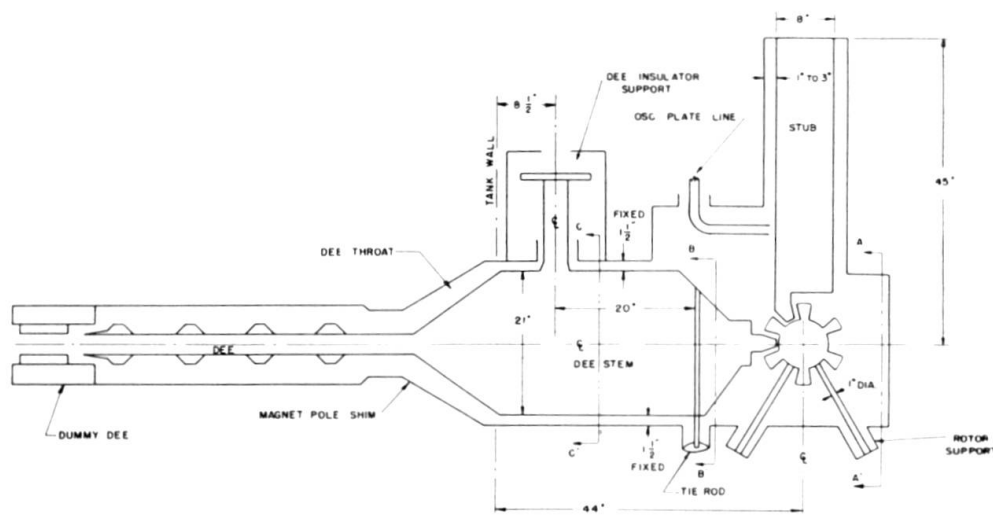 8"
DEE INSULATOR
SUPPORT
1" TO 3"
OSC PLATE LINE
STUB
8 1/2"
TANK WALL
45"
FIXED
1 1/2"
℄
C
A
B
DEE THROAT
20"
21"
DEE
℄
DEE STEM
1" DIA.
MAGNET POLE SHIM
DUMMY DEE
ROTOR
SUPPORT
C'
1 1/2"
FIXED
B
℄
A'
TIE ROD
44"